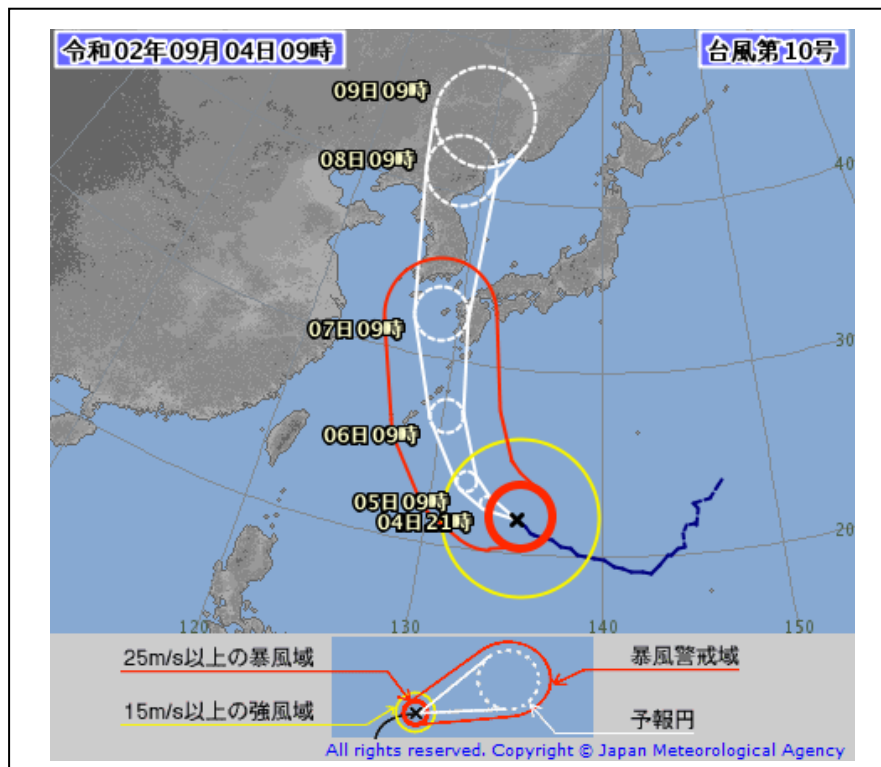 令和02年09月04日09時
台風第10号
09日09時
08日09時
40
07日09時
30
06日09時
05日09時
04日21時
20
120
130
140
150
25m/s以上の暴風域
暴風警戒域
15m/s以上の強風域
予報円
All rights reserved. Copyright © Japan Meteorological Agency